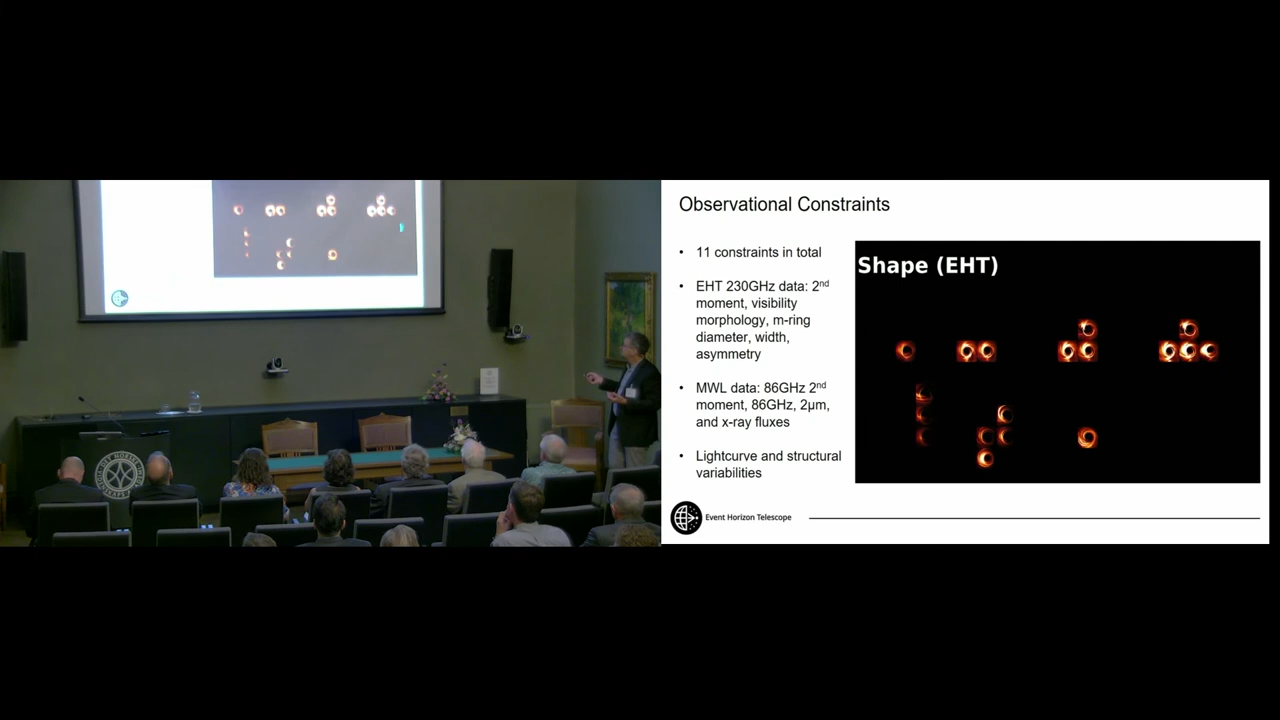 Observational Constraints
• 11 constraints in total
• EHT 230GHz data: 2nd
moment, visibility
morphology, m-ring
diameter, width,
asymmetry
• MWL data: 86GHz 2nd
moment, 86GHz, 2μm,
and x-ray fluxes
• Lightcurve and structural
variabilities
Shape (EHT)
Event Horizon Telescope